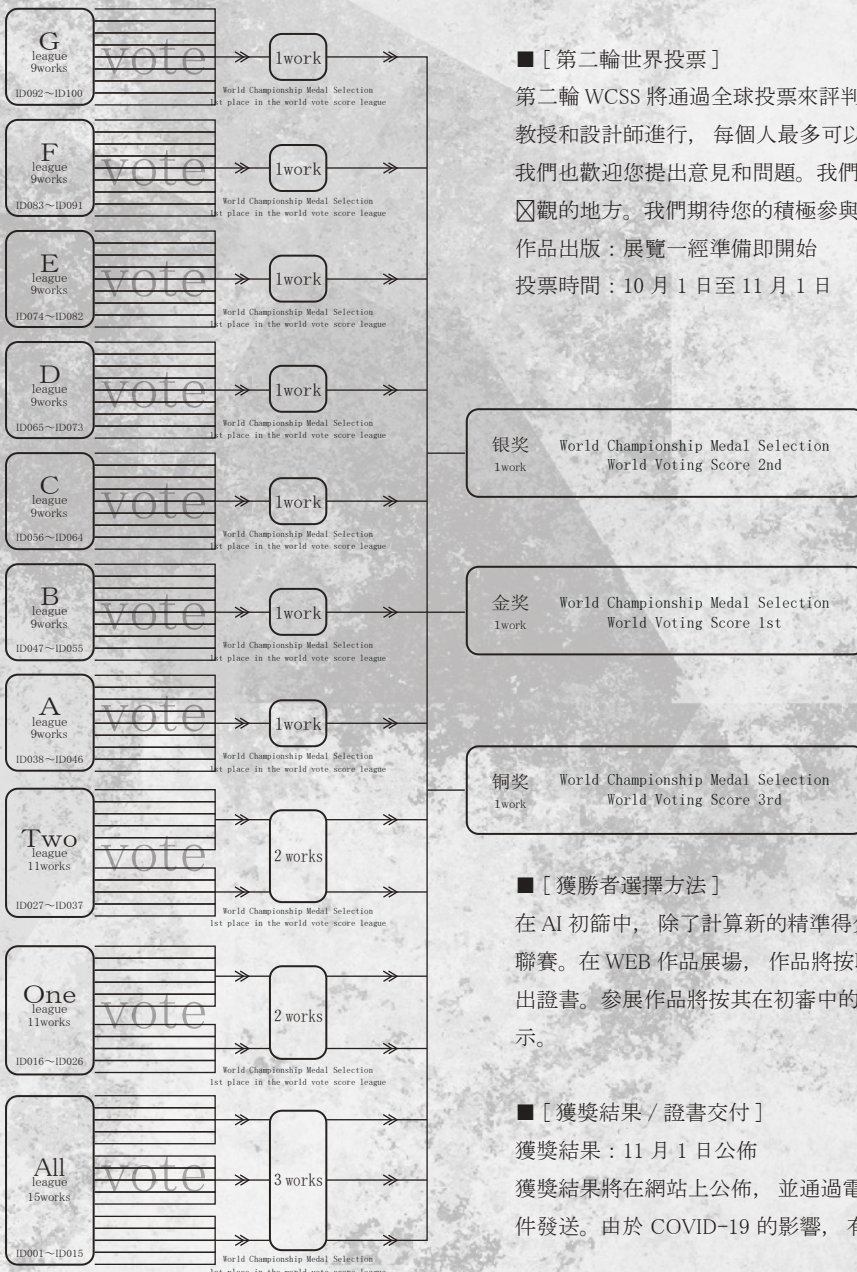 G
league
9works
ID092～ID100
vote
1work
World Championship Medal Selection
1st place in the world vote score league
F
league
9works
ID083～ID091
vote
1work
World Championship Medal Selection
1st place in the world vote score league
E
league
9works
ID074～ID082
vote
1work
World Championship Medal Selection
1st place in the world vote score league
D
league
9works
ID065～ID073
vote
1work
World Championship Medal Selection
1st place in the world vote score league
C
league
9works
ID056～ID064
vote
1work
World Championship Medal Selection
1st place in the world vote score league
B
league
9works
ID047～ID055
vote
1work
World Championship Medal Selection
1st place in the world vote score league
A
league
9works
ID038～ID046
vote
1work
World Championship Medal Selection
1st place in the world vote score league
Two
league
11works
ID027～ID037
vote
2 works
World Championship Medal Selection
1st place in the world vote score league
One
league
11works
ID016～ID026
vote
2 works
World Championship Medal Selection
1st place in the world vote score league
All
15works
ID001～ID015
vote
3 works
World Championship Medal Selection
1st place in the world vote score league
■ [ 第二輪世界投票 ]
第二輪 WCSS 將通過全球投票來評判
教授和設計師進行， 每個人最多可以
我們也歡迎您提出意見和問題。我們
觀的地方。我們期待您的積極參與
作品出版：展覽一經準備即開始
投票時間：10 月 1 日至 11 月 1 日
银奖 World Championship Medal Selection
1work World Voting Score 2nd
金奖 World Championship Medal Selection
1work World Voting Score 1st
铜奖 World Championship Medal Selection
1work World Voting Score 3rd
■ [ 獲勝者選擇方法 ]
在 AI 初篩中， 除了計算新的精準得
聯賽。在 WEB 作品展場， 作品將按
出證書。參展作品將按其在初審中的
示。
■ [ 獲獎結果 / 證書交付 ]
獲獎結果：11 月 1 日公佈
獲獎結果將在網站上公佈， 並通過電
件發送。由於 COVID-19 的影響， 有